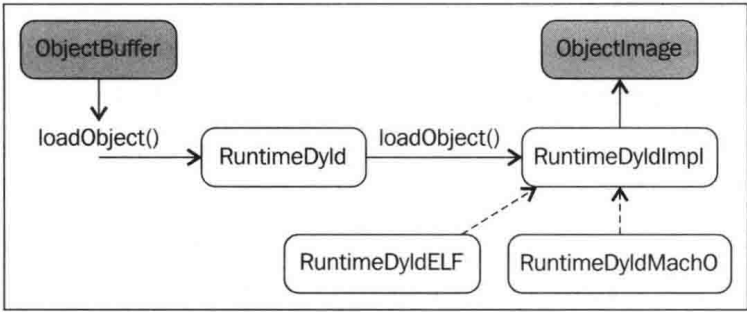 ObjectBuffer
ObjectImage
loadObject()
RuntimeDyld
loadObject()
RuntimeDyldImpl
RuntimeDyldELF
RuntimeDyldMachO